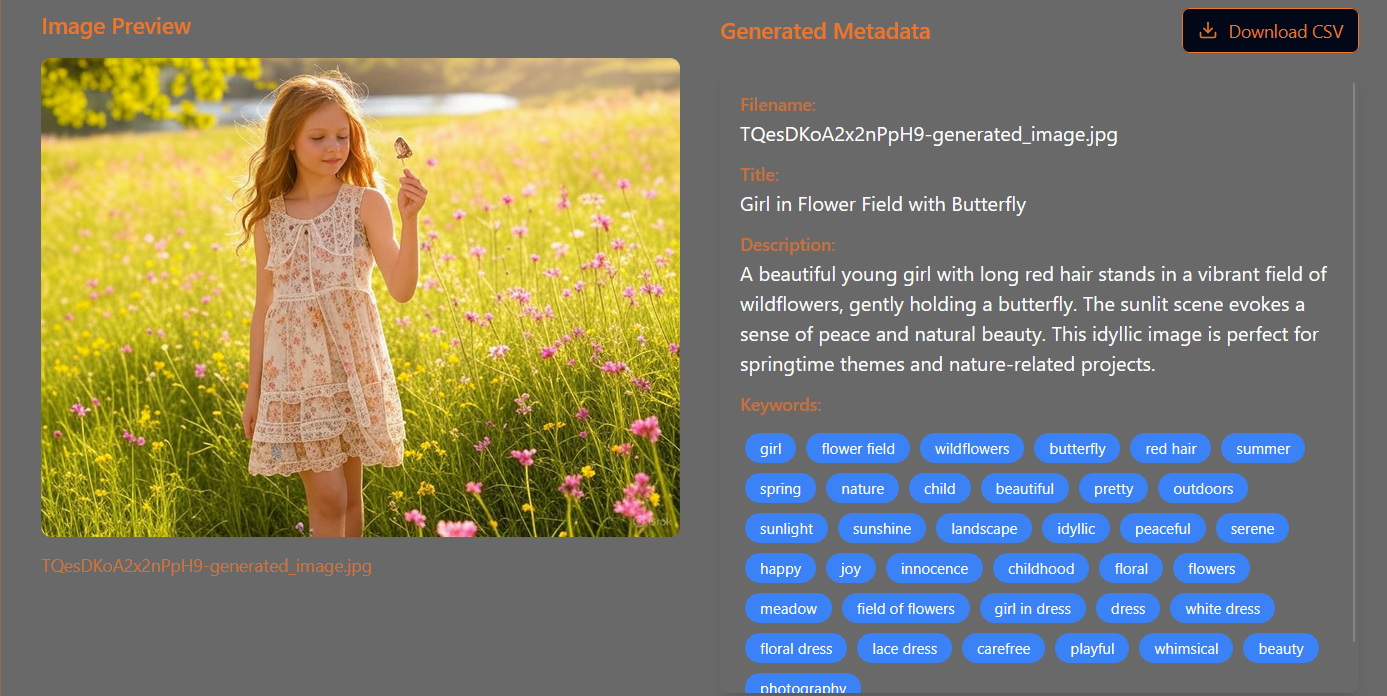 Image Preview
Grok
TQesDKoA2x2nPpH9-generated_image.jpg
Generated Metadata
Download CSV
Filename:
TQesDKoA2x2nPpH9-generated_image.jpg
Title:
Girl in Flower Field with Butterfly
Description:
A beautiful young girl with long red hair stands in a vibrant field of
wildflowers, gently holding a butterfly. The sunlit scene evokes a
sense of peace and natural beauty. This idyllic image is perfect for
springtime themes and nature-related projects.
Keywords:
girl flower field wildflowers butterfly red hair summer
spring nature child beautiful pretty outdoors
sunlight sunshine landscape idyllic peaceful serene
happy joy innocence childhood floral flowers
meadow field of flowers girl in dress dress white dress
floral dress lace dress carefree playful whimsical beauty
photography